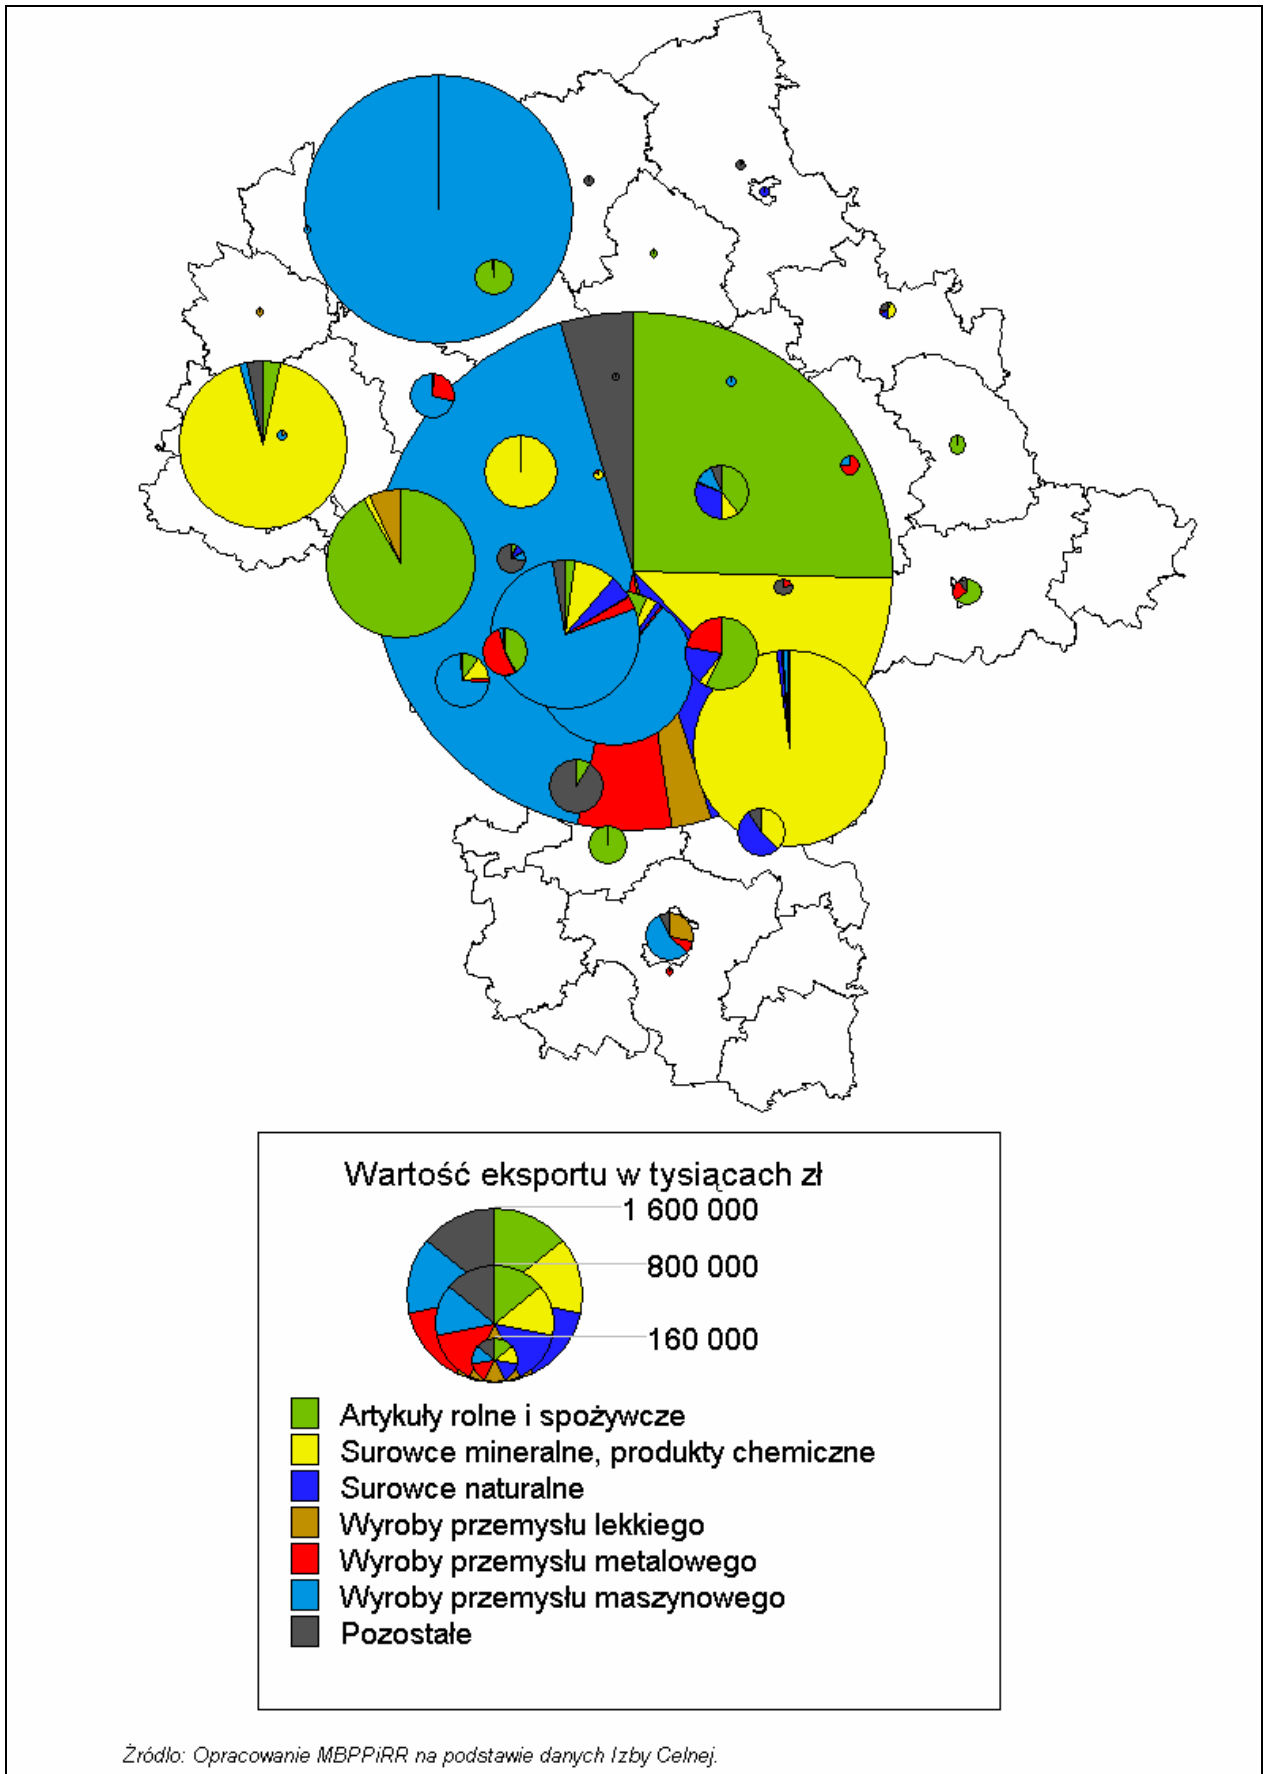 Wartość eksportu w tysiącach zł
1 600 000
800 000
160 000
Artykuły rolne i spożywcze
Surowce mineralne, produkty chemiczne
Surowce naturalne
Wyroby przemysłu lekkiego
Wyroby przemysłu metalowego
Wyroby przemysłu maszynowego
Pozostałe
Źródło: Opracowanie MBPPiRR na podstawie danych Izby Celnej.